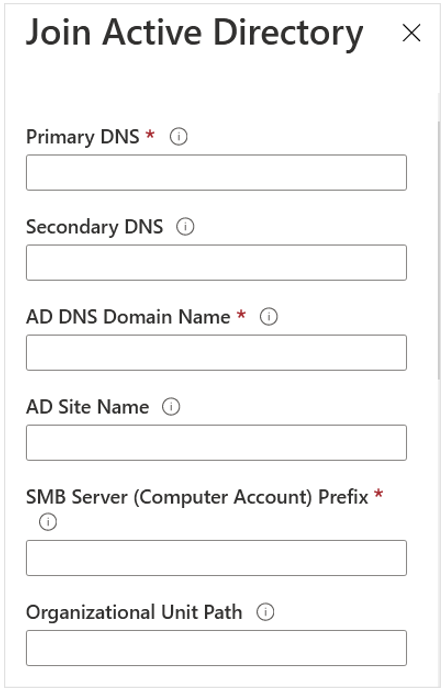 Join Active Directory
Primary DNS *
Secondary DNS
AD DNS Domain Name *
AD Site Name
SMB Server (Computer Account) Prefix *
Organizational Unit Path